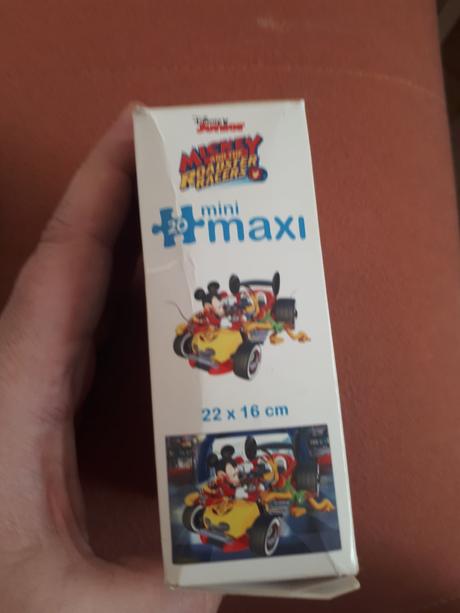 Disney
Junior
MICKEY
AND THE
ROADSTER
RACERS
20
mini
maxi
22 x 16 cm